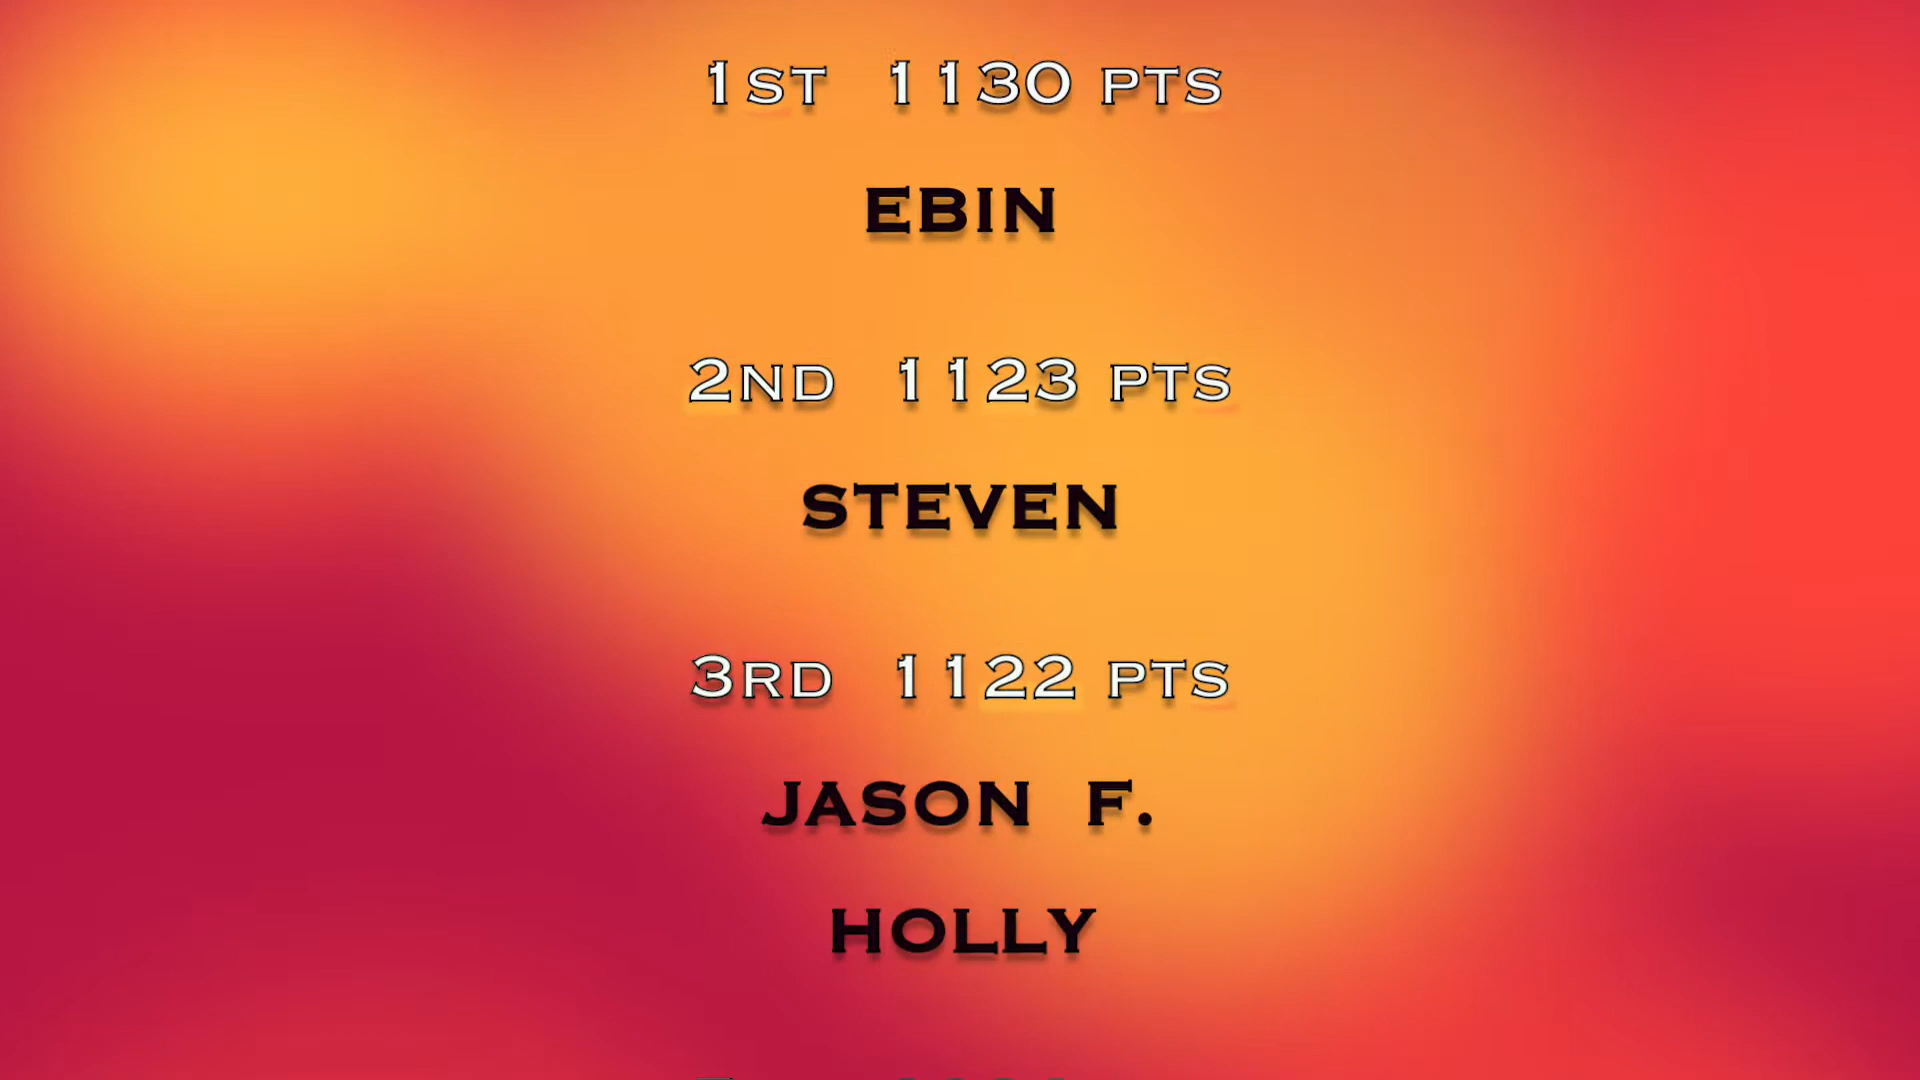 1ST 1130 PTS
EBIN
2ND 1123 PTS
STEVEN
3RD 1122 PTS
JASON F.
HOLLY